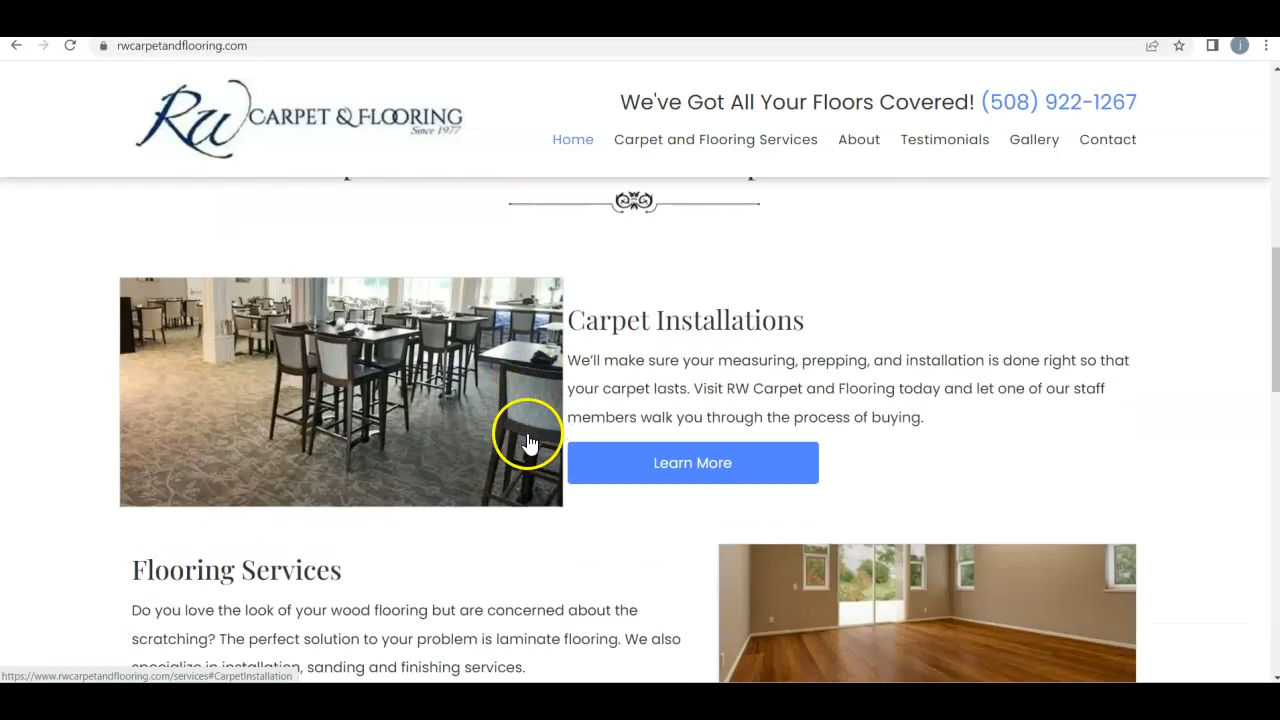 rwcarpetandflooring.com
j
RW CARPET & FLOORING
Since 1977
We've Got All Your Floors Covered! (508) 922-1267
Home Carpet and Flooring Services About Testimonials Gallery Contact
Carpet Installations
We'll make sure your measuring, prepping, and installation is done right so that
your carpet lasts. Visit RW Carpet and Flooring today and let one of our staff
members walk you through the process of buying.
Learn More
Flooring Services
Do you love the look of your wood flooring but are concerned about the
scratching? The perfect solution to your problem is laminate flooring. We also
specialize in installation, sanding and finishing services.
https://www.rwcarpetandflooring.com/services#CarpetInstallation